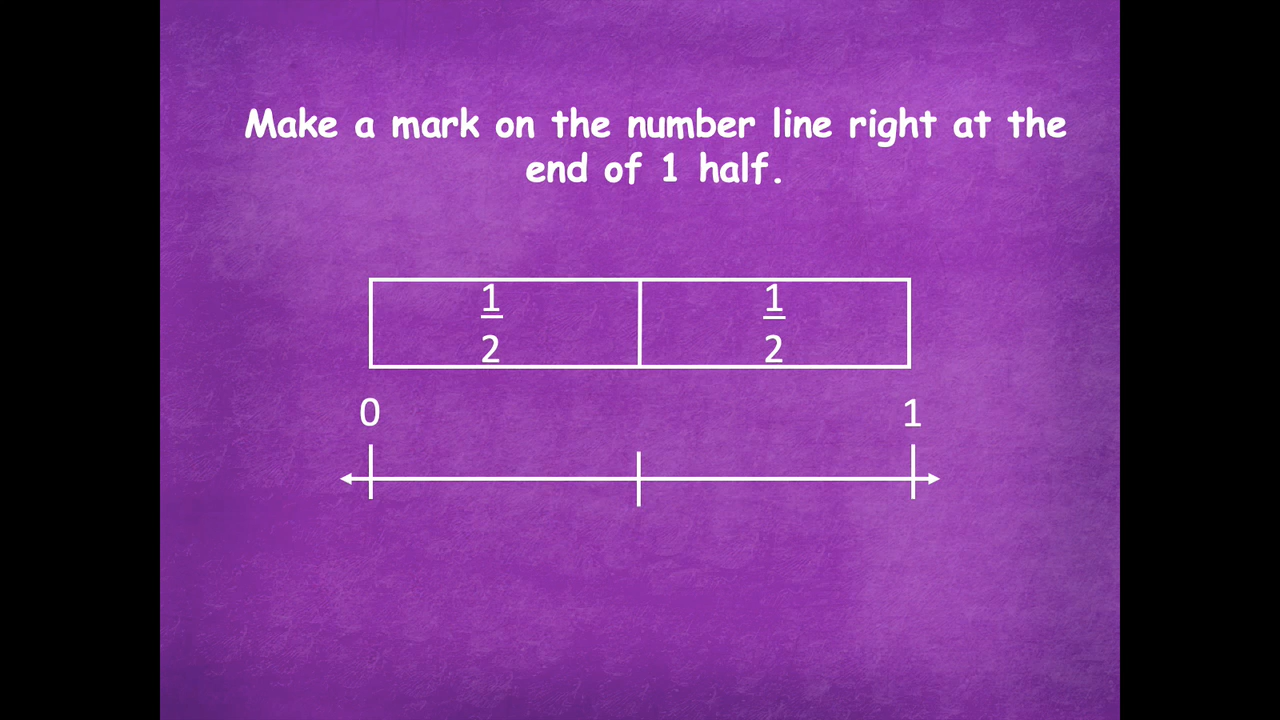 Make a mark on the number line right at the
end of 1 half.
1 1
2 2
0 1